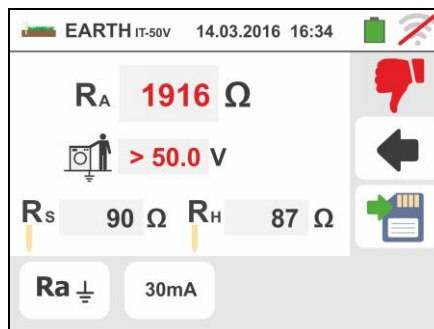 EARTH IT-50V 14.03.2016 16:34
RA 1916 Ω
> 50.0 V
RS 90 Ω RH 87 Ω
Ra 30mA